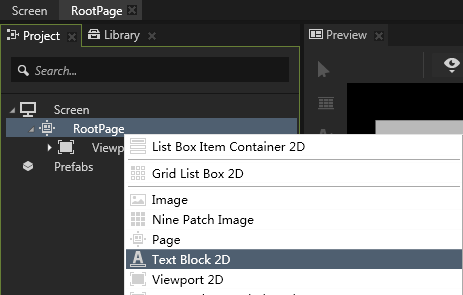 Screen RootPage
Project Library Preview
Search...
Screen
RootPage
Viewp
Prefabs
List Box Item Container 2D
Grid List Box 2D
Image
Nine Patch Image
Page
Text Block 2D
Viewport 2D